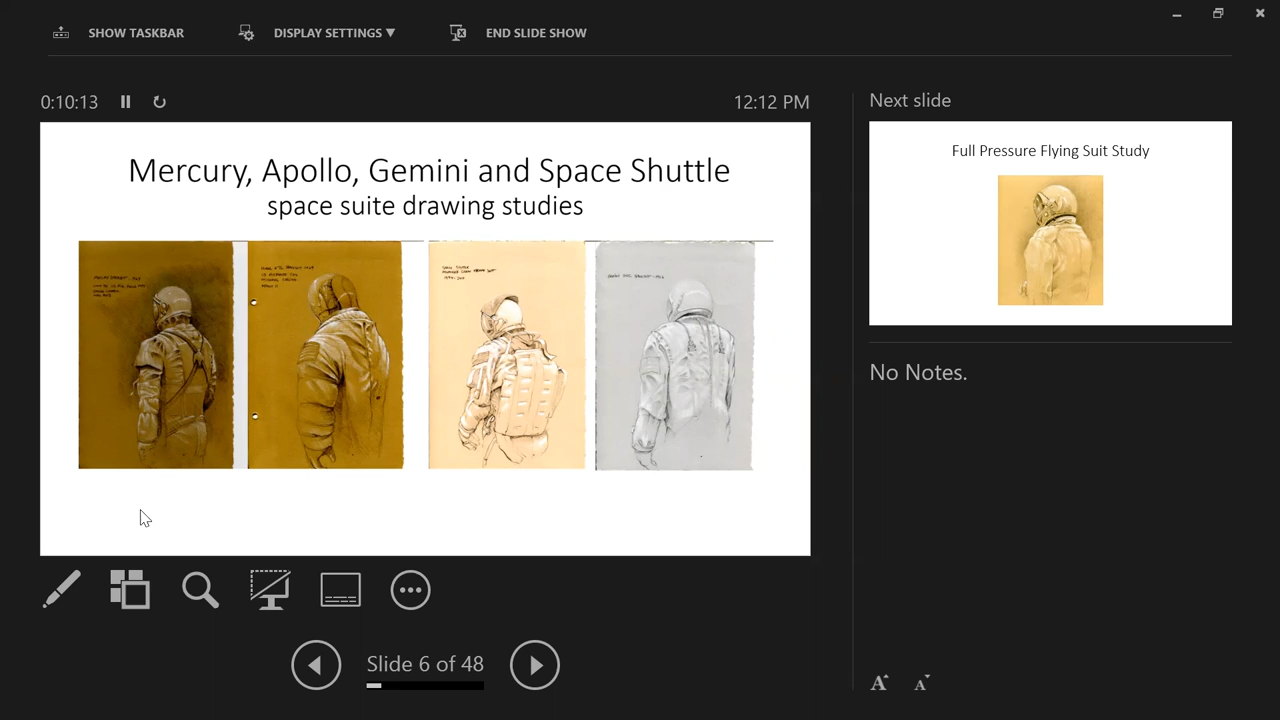 SHOW TASKBAR
DISPLAY SETTINGS ▼
END SLIDE SHOW
0:10:13
12:12 PM
Next slide
Mercury, Apollo, Gemini and Space Shuttle
space suite drawing studies
Full Pressure Flying Suit Study
No Notes.
Slide 6 of 48
A
A